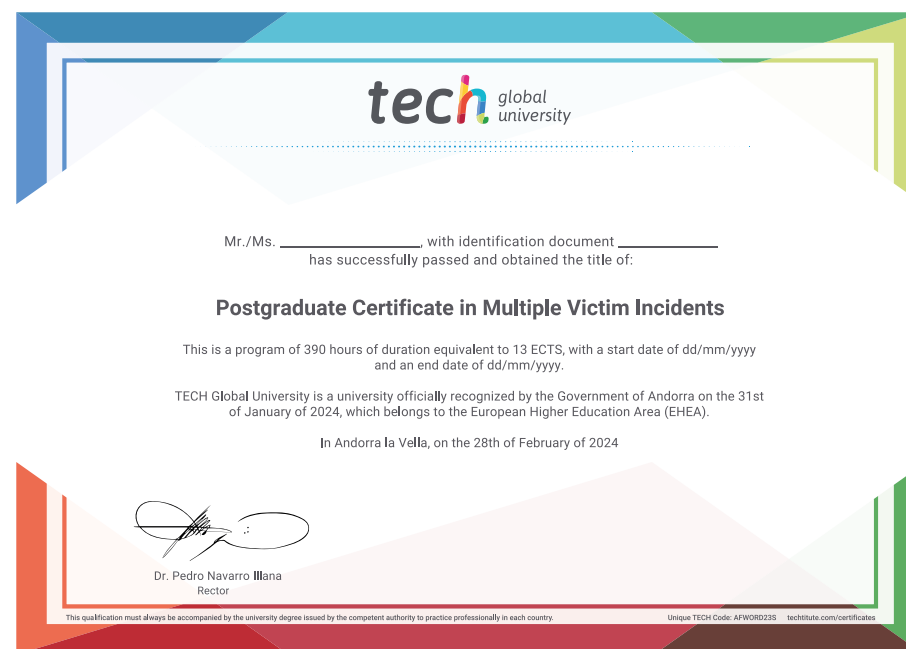 tech global
university
Mr./Ms. ____________, with identification document ____________
has successfully passed and obtained the title of:
Postgraduate Certificate in Multiple Victim Incidents
This is a program of 390 hours of duration equivalent to 13 ECTS, with a start date of dd/mm/yyyy
and an end date of dd/mm/yyyy.
TECH Global University is a university officially recognized by the Government of Andorra on the 31st
of January of 2024, which belongs to the European Higher Education Area (EHEA).
In Andorra la Vella, on the 28th of February of 2024
Dr. Pedro Navarro Illana
Rector
This qualification must always be accompanied by the university degree issued by the competent authority to practice professionally in each country.
Unique TECH Code: AFWORD23S techtitute.com/certificates